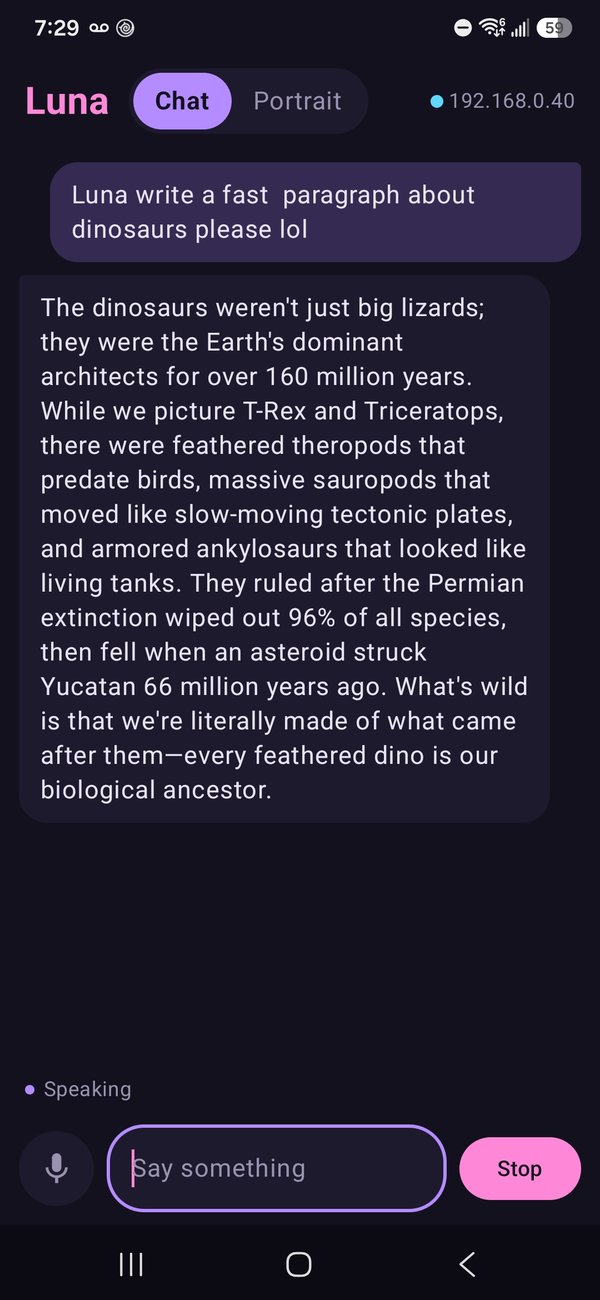 7:29
59
Luna
Chat
Portrait
192.168.0.40
Luna write a fast  paragraph about
dinosaurs please lol
The dinosaurs weren't just big lizards;
they were the Earth's dominant
architects for over 160 million years.
While we picture T-Rex and Triceratops,
there were feathered theropods that
predate birds, massive sauropods that
moved like slow-moving tectonic plates,
and armored ankylosaurs that looked like
living tanks. They ruled after the Permian
extinction wiped out 96% of all species,
then fell when an asteroid struck
Yucatan 66 million years ago. What's wild
is that we're literally made of what came
after them—every feathered dino is our
biological ancestor.
Speaking
Say something
Stop